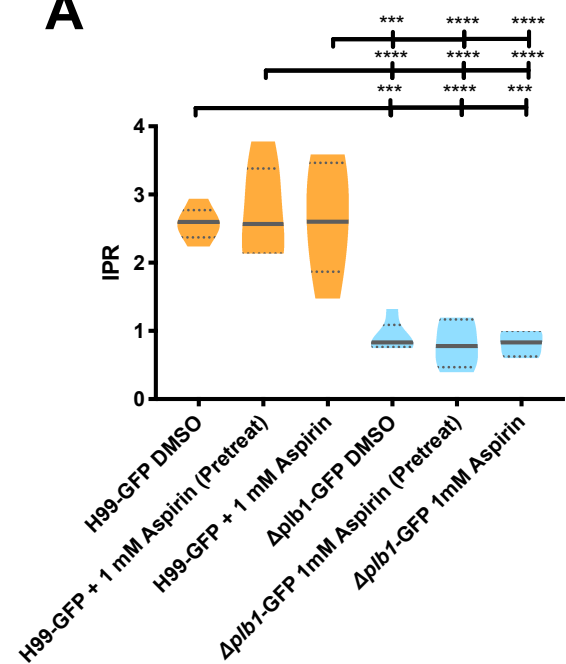 A
*** **** ****
**** **** ****
*** **** ***
4
3
2
1
0
IPR
H99-GFP DMSO
H99-GFP + 1 mM Aspirin (Pretreat)
H99-GFP + 1 mM Aspirin
Δplb1-GFP DMSO
Δplb1-GFP 1mM Aspirin (Pretreat)
Δplb1-GFP 1mM Aspirin